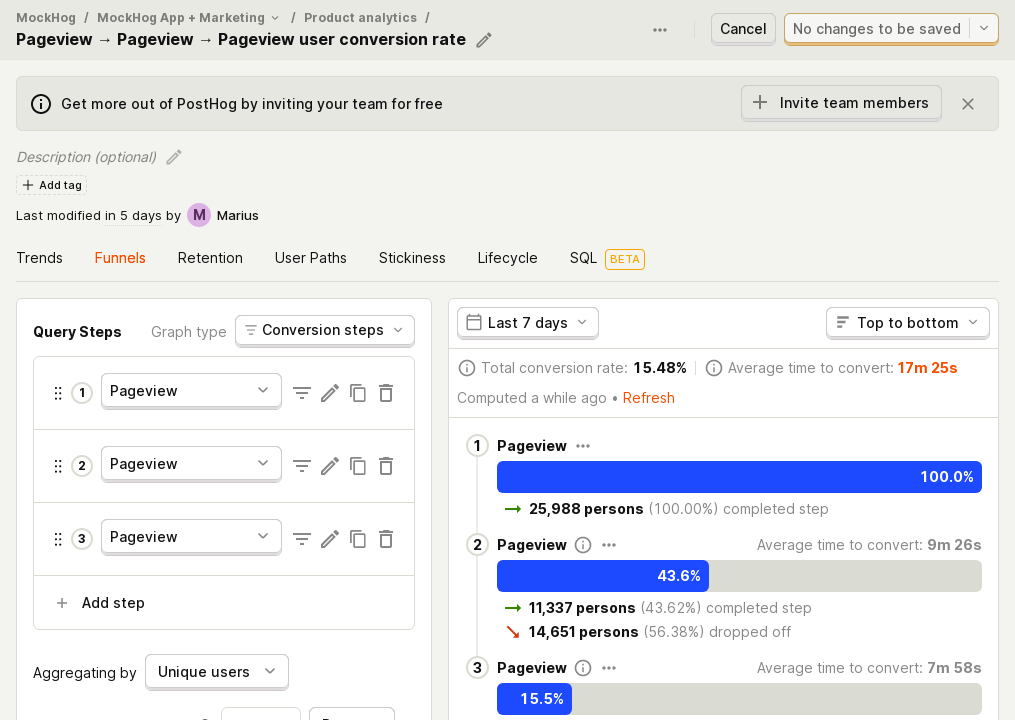 MockHog / MockHog App + Marketing / Product analytics /
Pageview → Pageview → Pageview user conversion rate
Cancel
No changes to be saved
Get more out of PostHog by inviting your team for free
Invite team members
Description (optional)
Add tag
Last modified in 5 days by M Marius
Trends Funnels Retention User Paths Stickiness Lifecycle SQL BETA
Query Steps Graph type Conversion steps
1 Pageview
2 Pageview
3 Pageview
Add step
Aggregating by Unique users
Last 7 days Top to bottom
Total conversion rate: 15.48% Average time to convert: 17m 25s
Computed a while ago • Refresh
1 Pageview
100.0%
25,988 persons (100.00%) completed step
2 Pageview Average time to convert: 9m 26s
43.6%
11,337 persons (43.62%) completed step
14,651 persons (56.38%) dropped off
3 Pageview Average time to convert: 7m 58s
15.5%